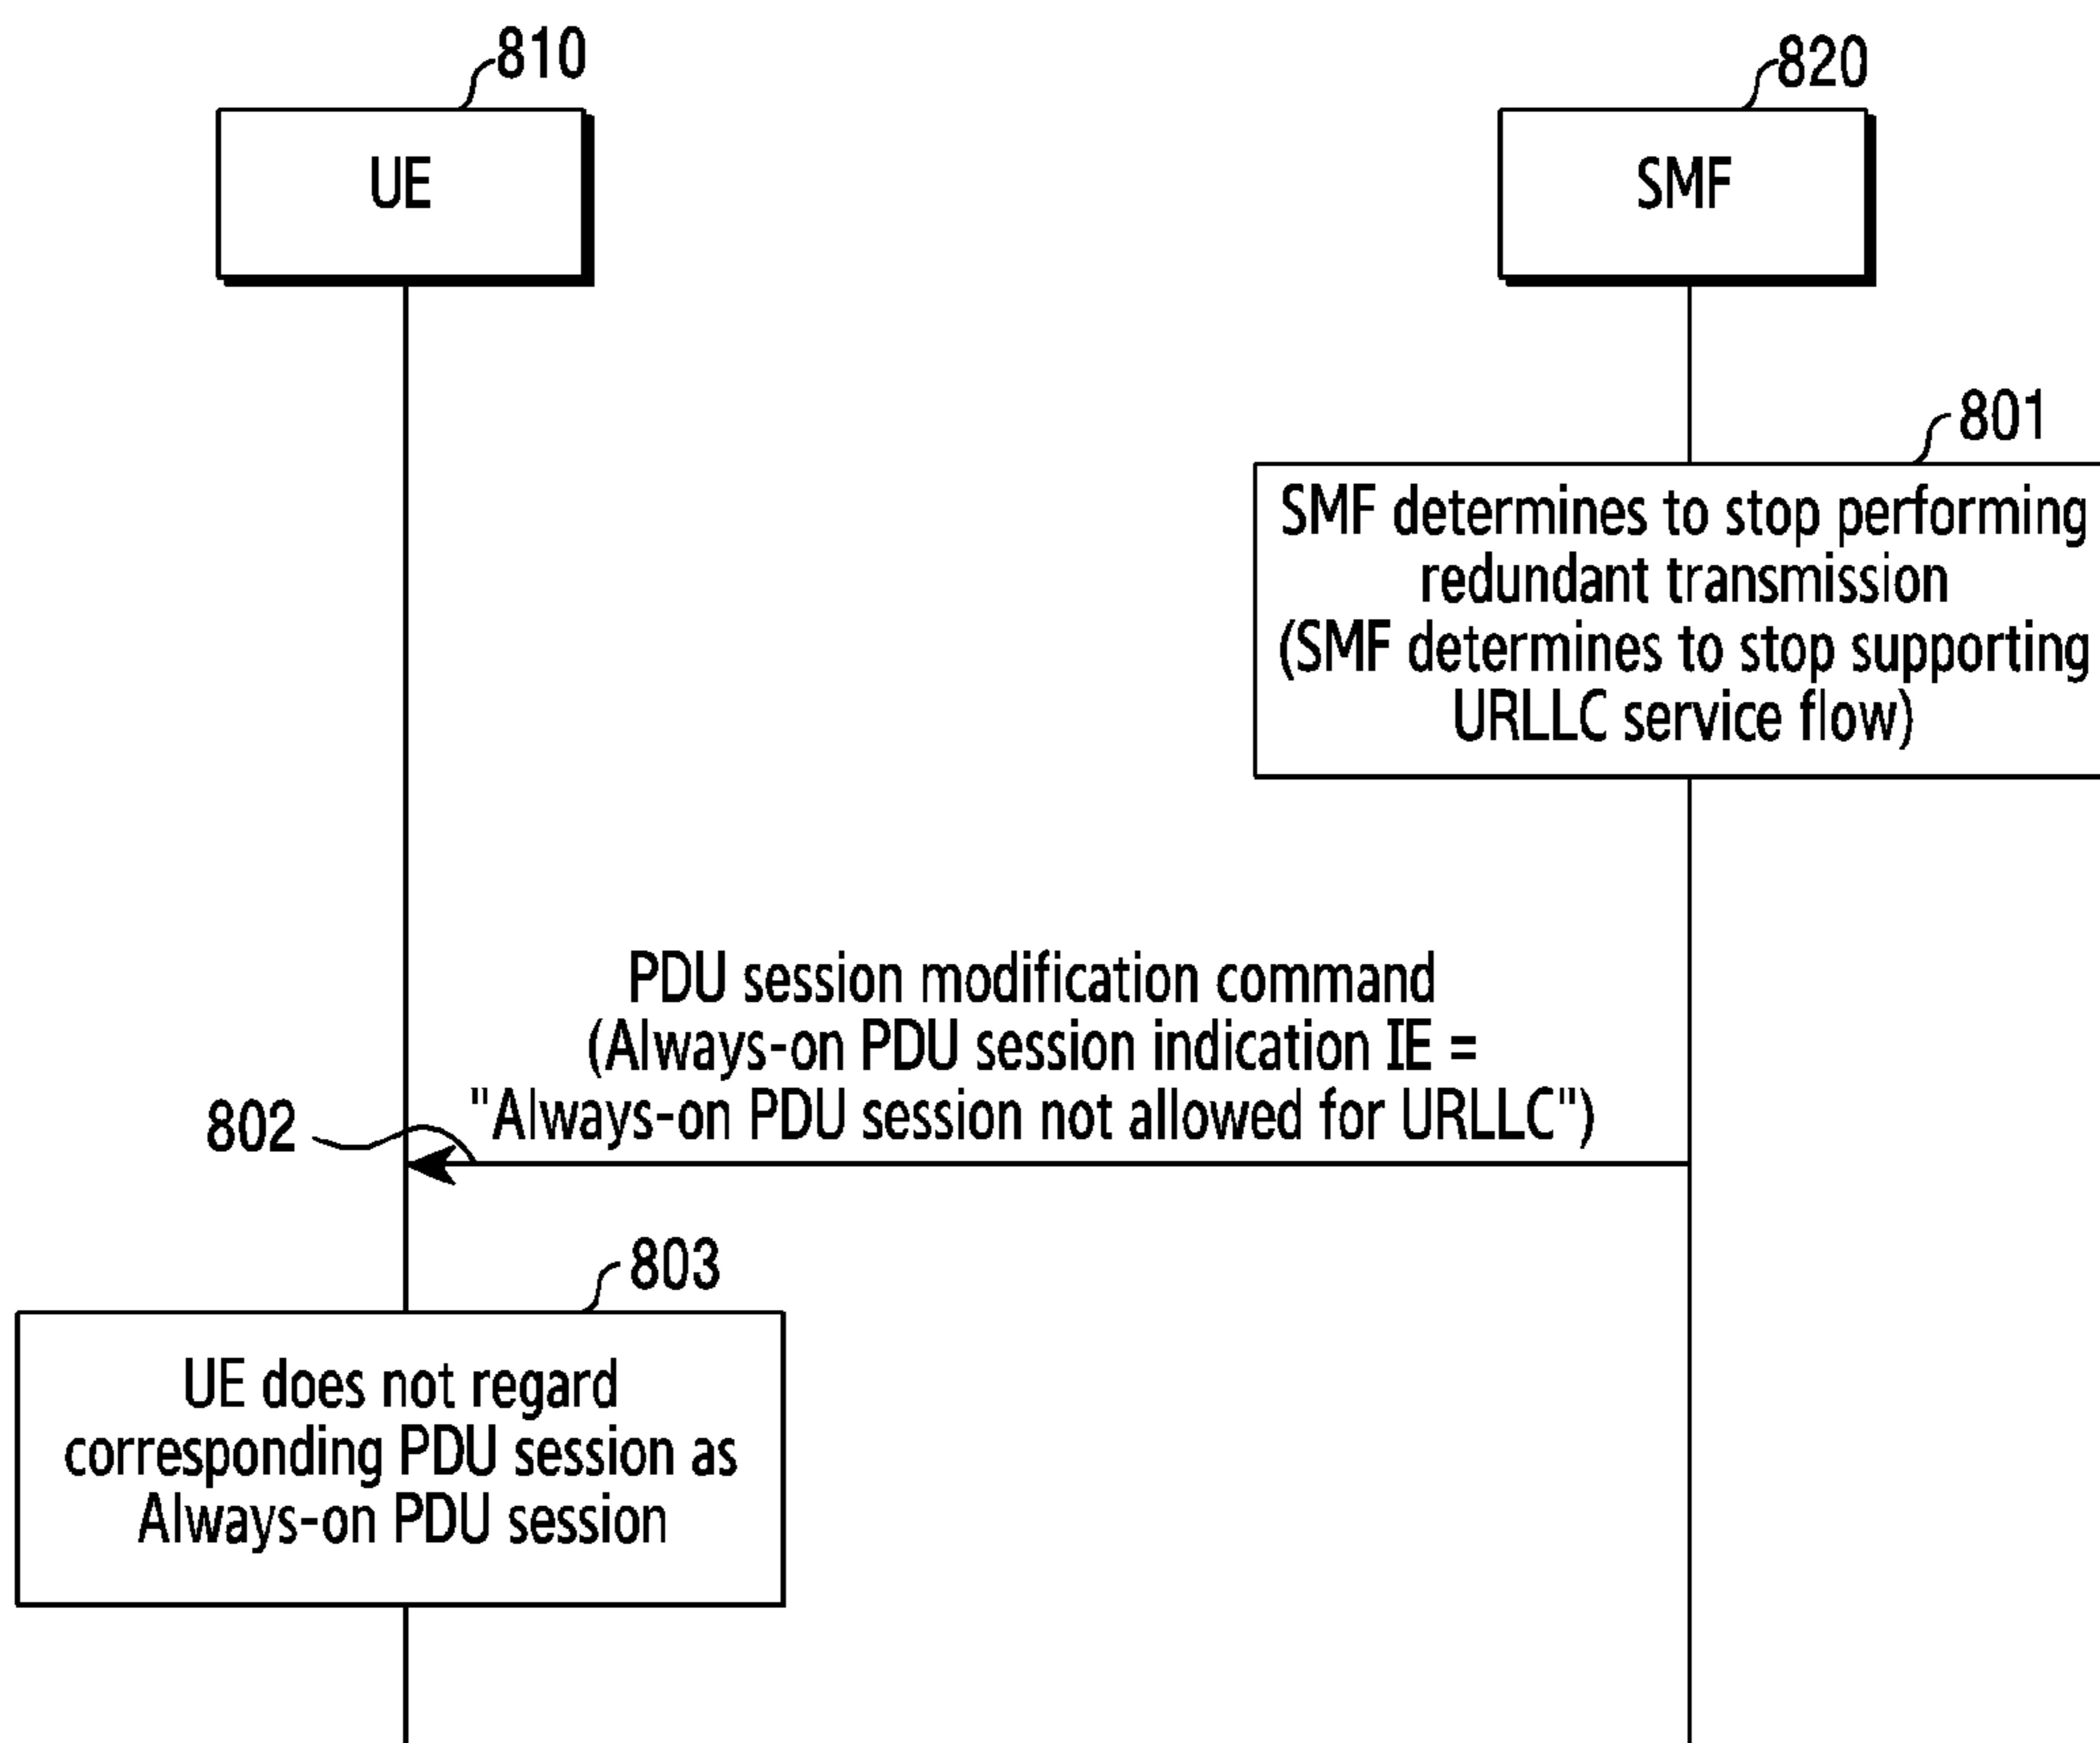 810
820
UE
SMF
801
SMF determines to stop performing
redundant transmission
(SMF determines to stop supporting
URLLC service flow)
PDU session modification command
(Always-on PDU session indication IE =
"Always-on PDU session not allowed for URLLC")
802
803
UE does not regard
corresponding PDU session as
Always-on PDU session